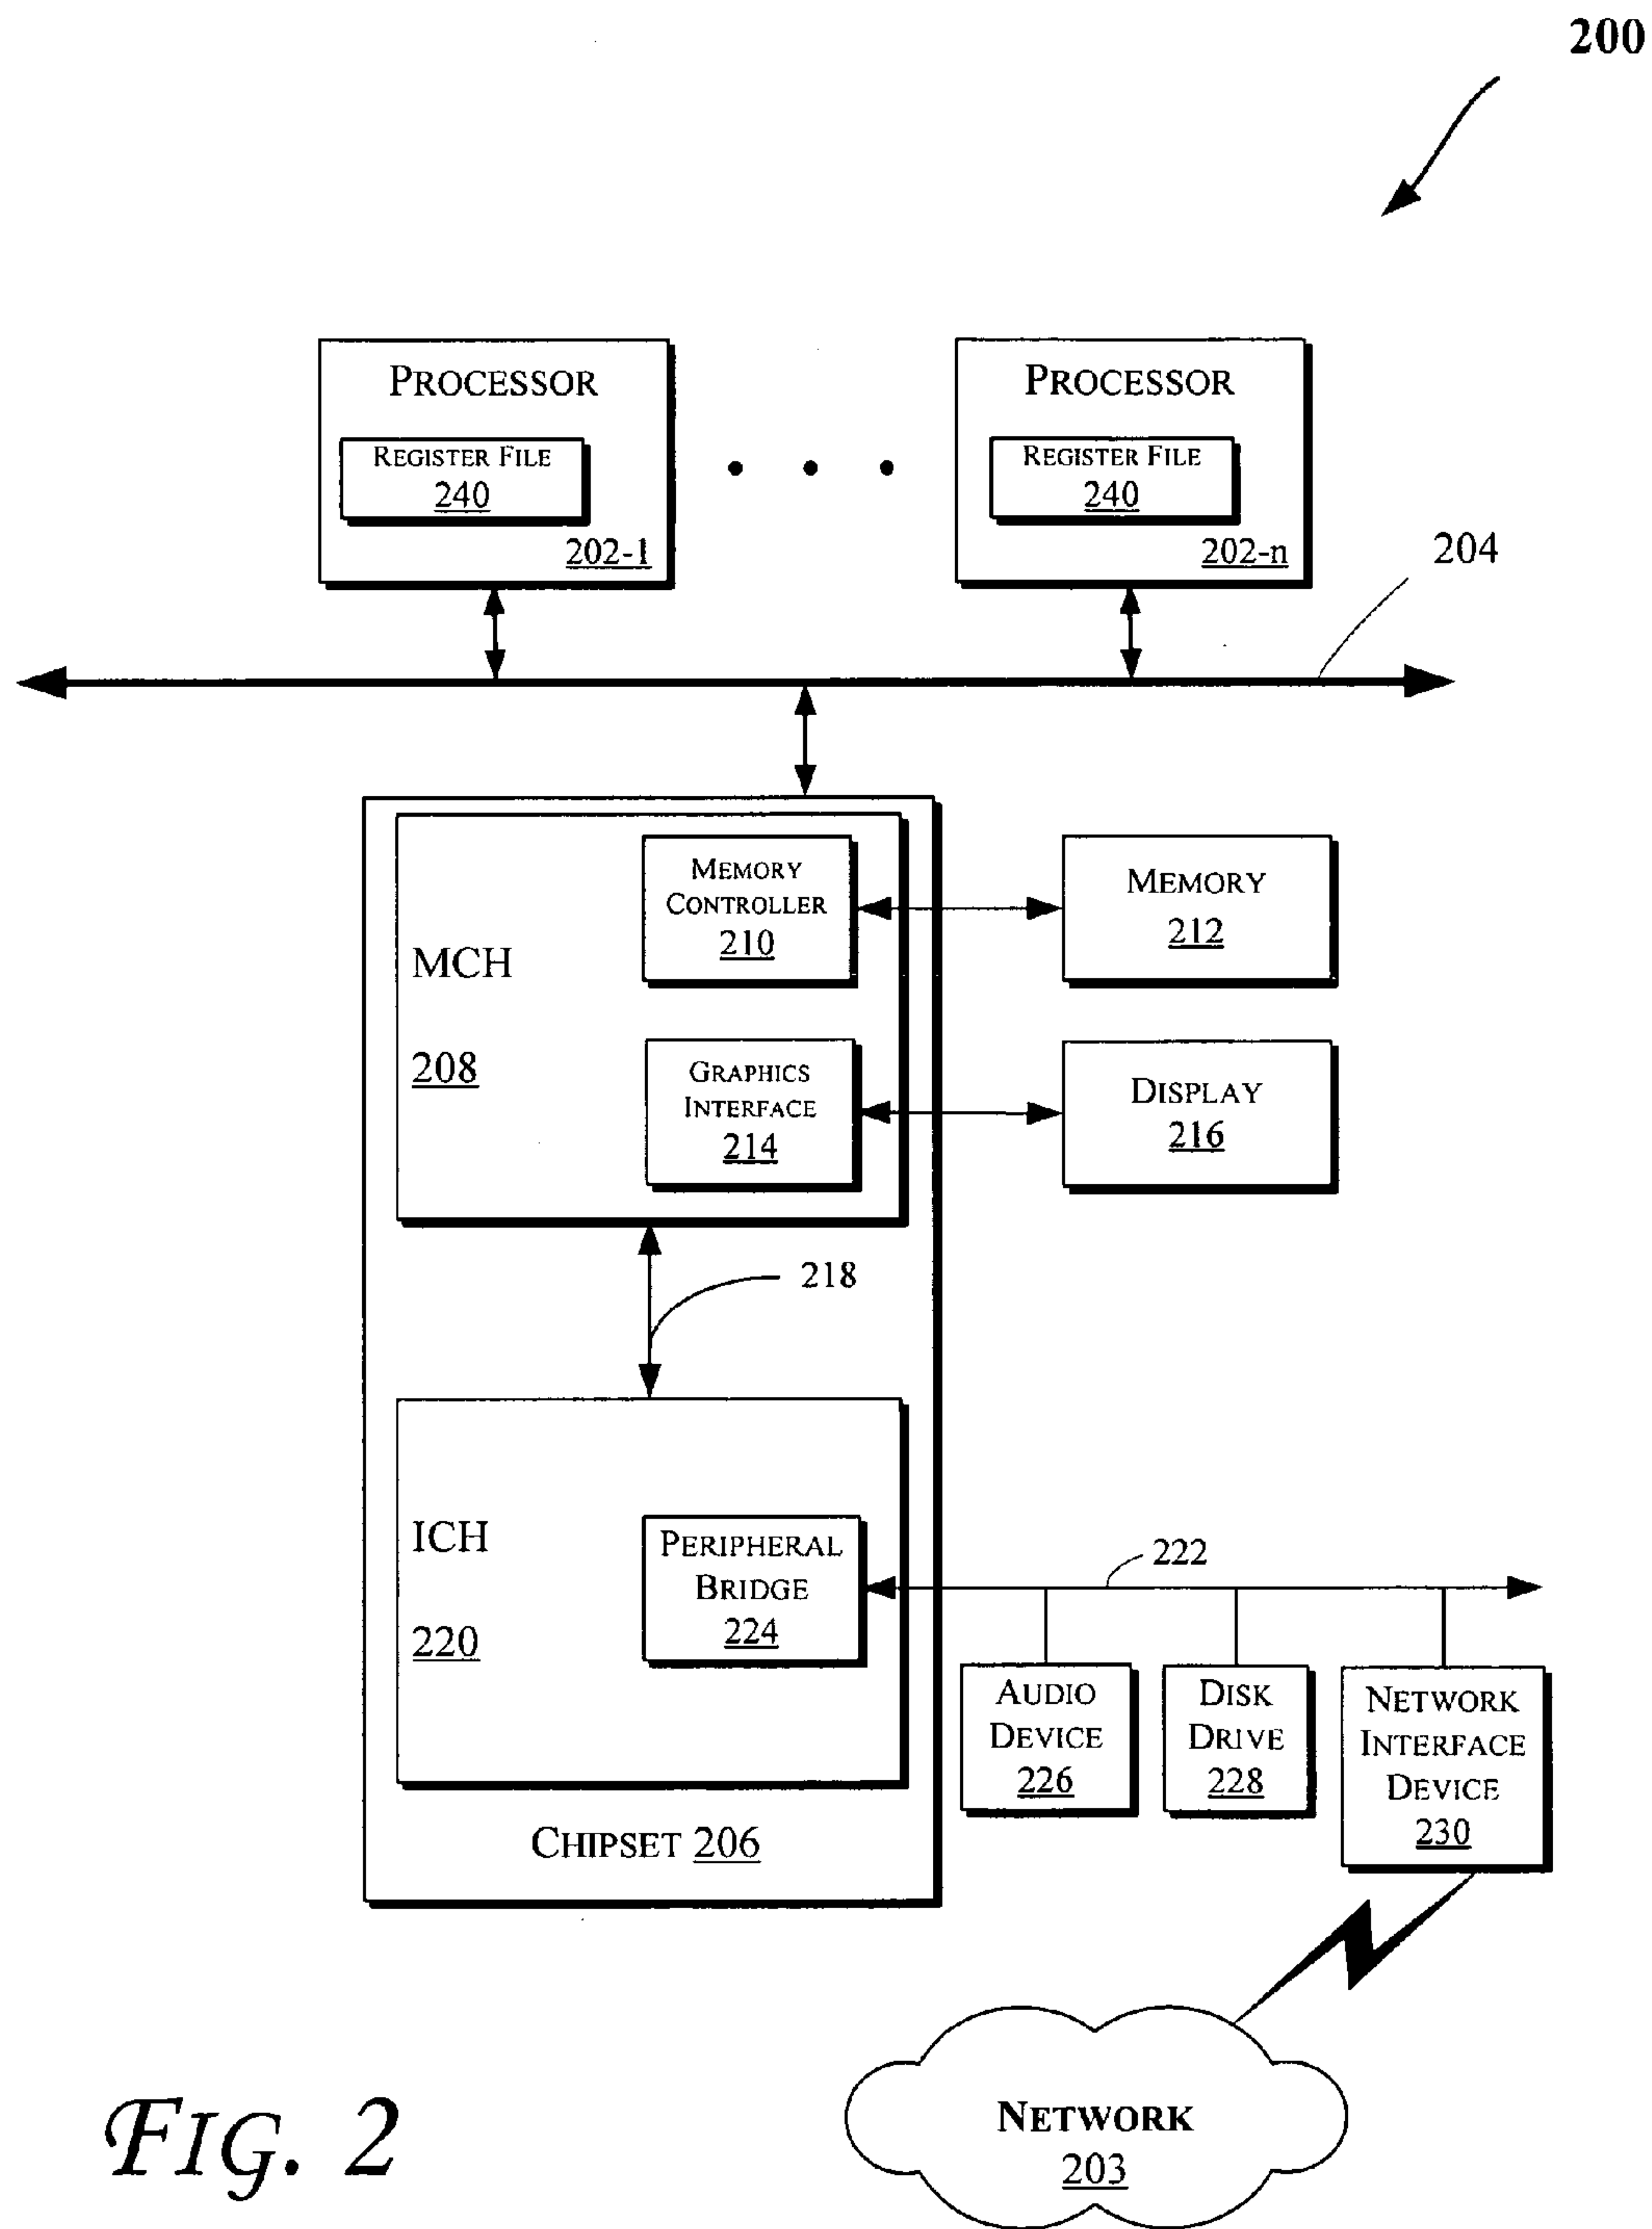 200
PROCESSOR
REGISTER FILE
240
202-1
PROCESSOR
REGISTER FILE
240
202-n
204
MEMORY
CONTROLLER
210
MCH
208
GRAPHICS
INTERFACE
214
MEMORY
212
DISPLAY
216
218
ICH
220
PERIPHERAL
BRIDGE
224
222
AUDIO
DEVICE
226
DISK
DRIVE
228
NETWORK
INTERFACE
DEVICE
230
CHIPSET 206
NETWORK
203
FIG. 2